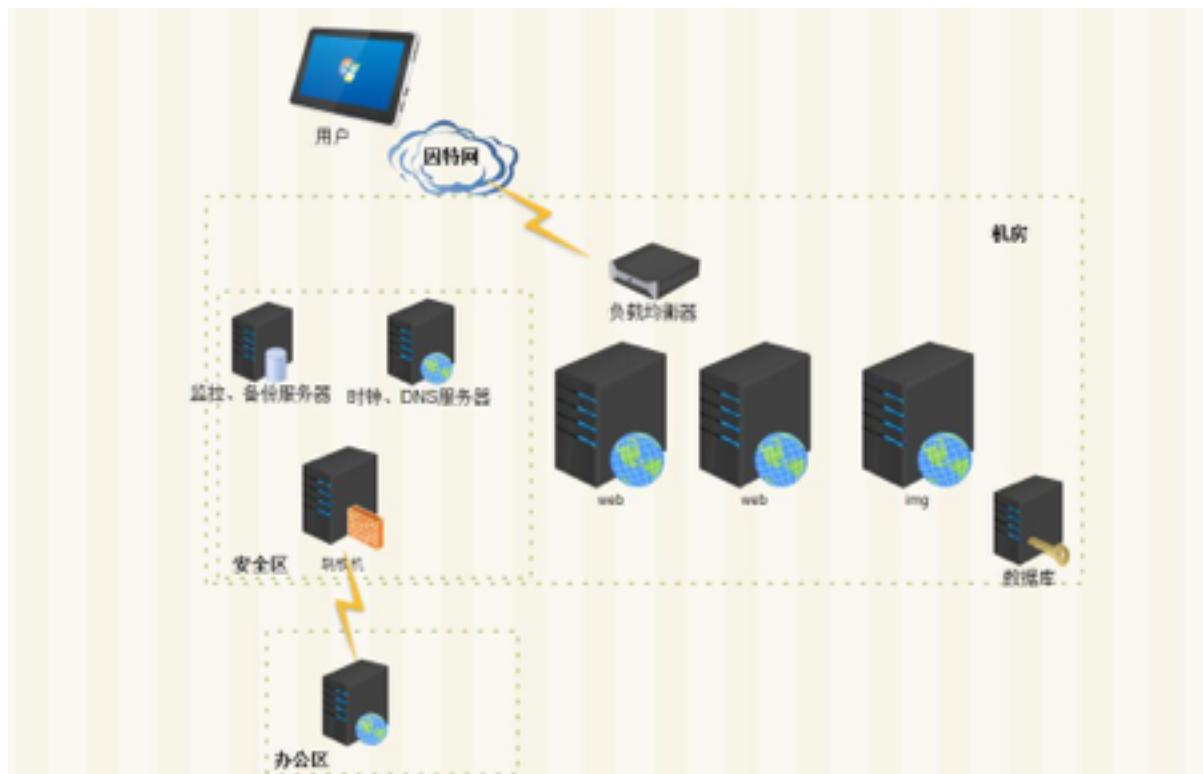 用户
因特网
机房
负载均衡器
监控、备份服务器
时钟、DNS服务器
web
web
img
安全区
跳板机
数据库
办公区